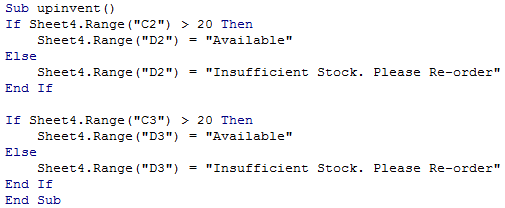 Sub upinvent()
If Sheet4.Range("C2") > 20 Then
    Sheet4.Range("D2") = "Available"
Else
    Sheet4.Range("D2") = "Insufficient Stock. Please Re-order"
End If

If Sheet4.Range("C3") > 20 Then
    Sheet4.Range("D3") = "Available"
Else
    Sheet4.Range("D3") = "Insufficient Stock. Please Re-order"
End If
End Sub